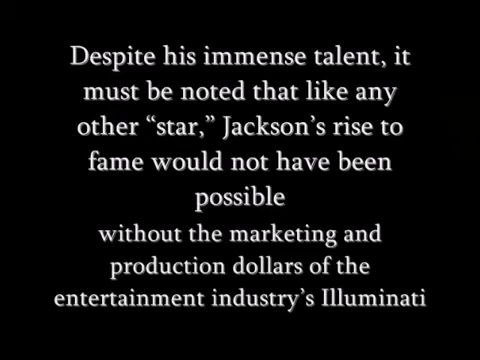 Despite his immense talent, it
must be noted that like any
other “star,” Jackson’s rise to
fame would not have been
possible
without the marketing and
production dollars of the
entertainment industry’s Illuminati